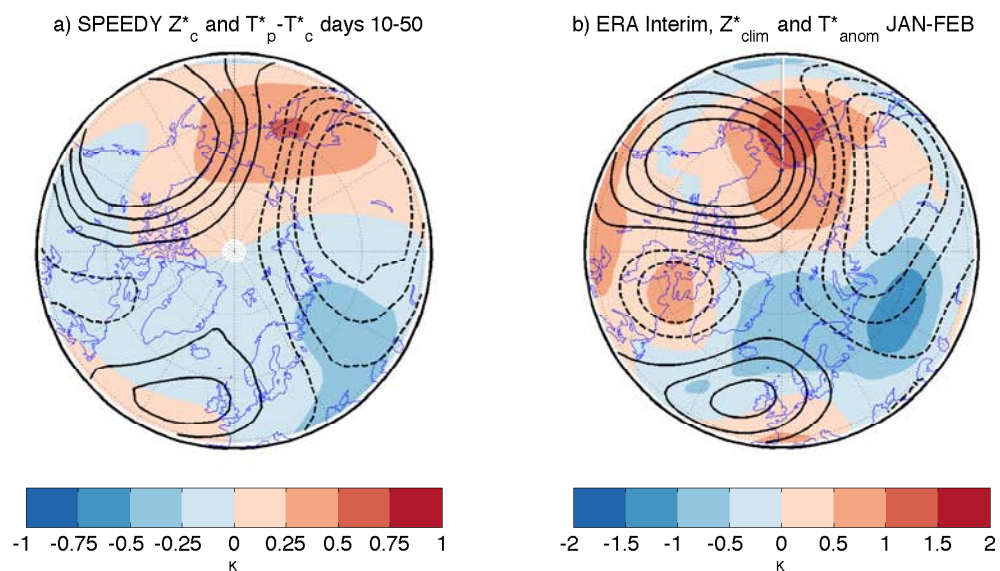 a) SPEEDY Z*c and T*p-T*c days 10-50
b) ERA Interim, Z*clim and T*anom JAN-FEB
-1 -0.75 -0.5 -0.25 0 0.25 0.5 0.75 1
K
-2 -1.5 -1 -0.5 0 0.5 1 1.5 2
K